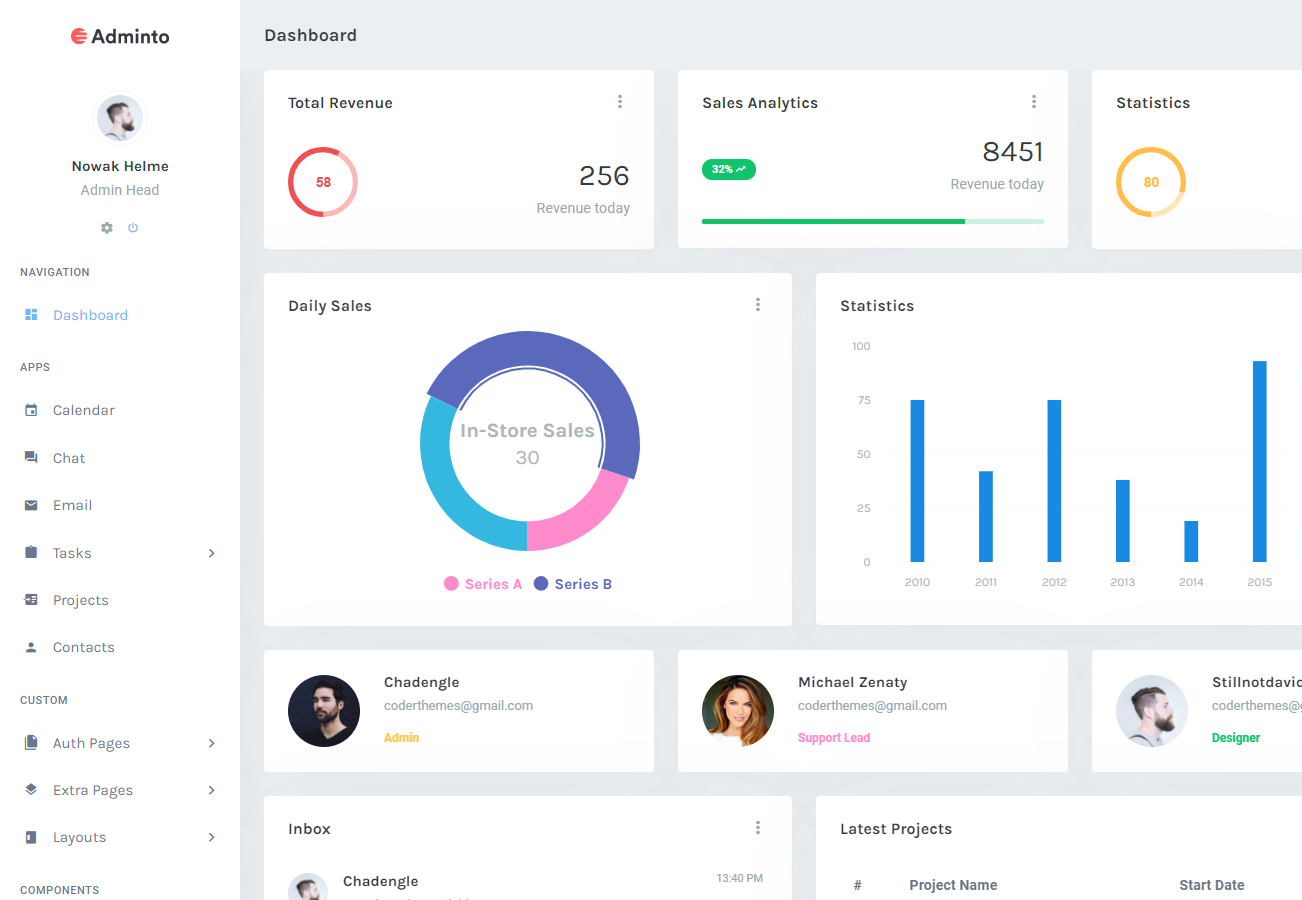 Adminto
Nowak Helme
Admin Head
NAVIGATION
Dashboard
APPS
Calendar
Chat
Email
Tasks
Projects
Contacts
CUSTOM
Auth Pages
Extra Pages
Layouts
COMPONENTS
Dashboard
Total Revenue
58
256
Revenue today
Sales Analytics
32%
8451
Revenue today
Statistics
80
Daily Sales
In-Store Sales
30
Series A Series B
Statistics
100
75
50
25
0
2010 2011 2012 2013 2014 2015
Chadengle
coderthemes@gmail.com
Admin
Michael Zenaty
coderthemes@gmail.com
Support Lead
Stillnotdavid
coderthemes@g
Designer
Inbox
Chadengle
13:40 PM
Latest Projects
# Project Name Start Date